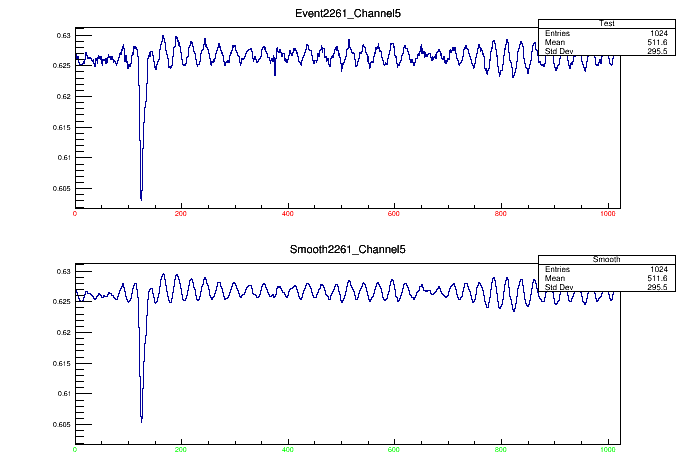 Event2261_Channel5
Test
Entries 1024
Mean 511.6
Std Dev 295.5
0.63
0.625
0.62
0.615
0.61
0.605
0 200 400 600 800 1000
Smooth2261_Channel5
Smooth
Entries 1024
Mean 511.6
Std Dev 295.5
0.63
0.625
0.62
0.615
0.61
0.605
0 200 400 600 800 1000